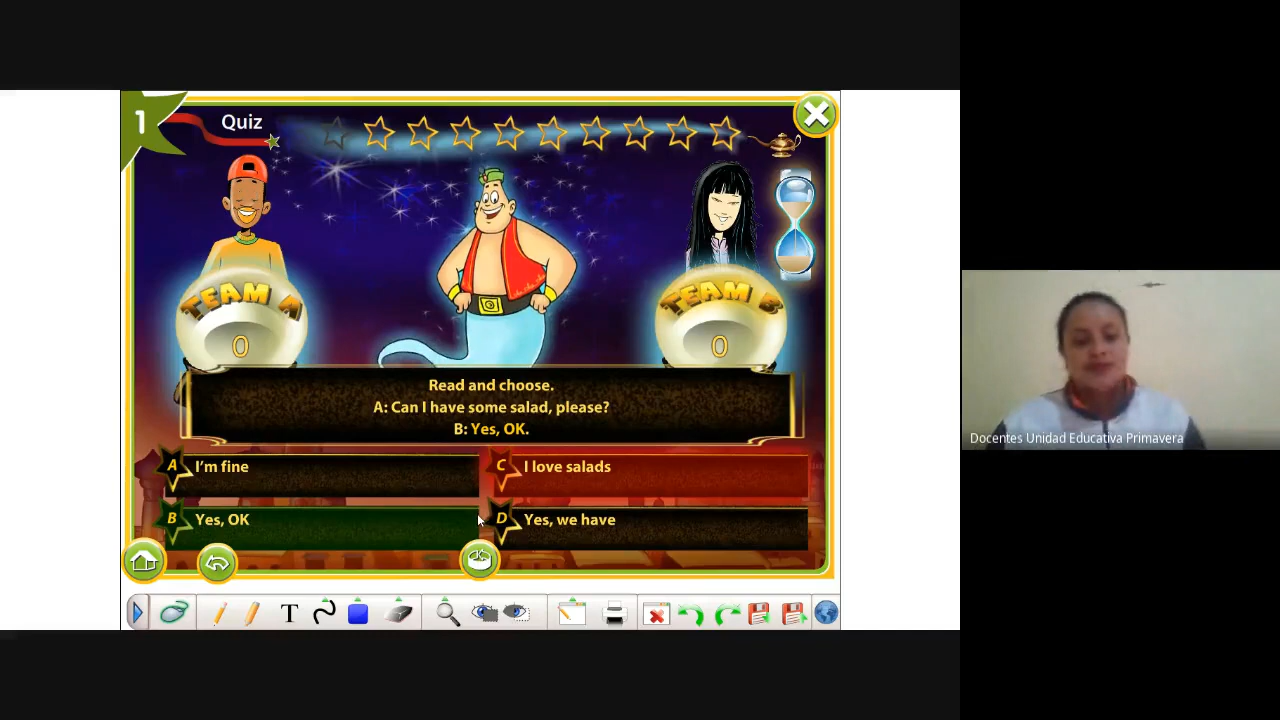 1
Quiz
TEAM A
0
TEAM B
0
Read and choose.
A: Can I have some salad, please?
B: Yes, OK.
A I'm fine
C I love salads
B Yes, OK
D Yes, we have
T
Docentes Unidad Educativa Primavera